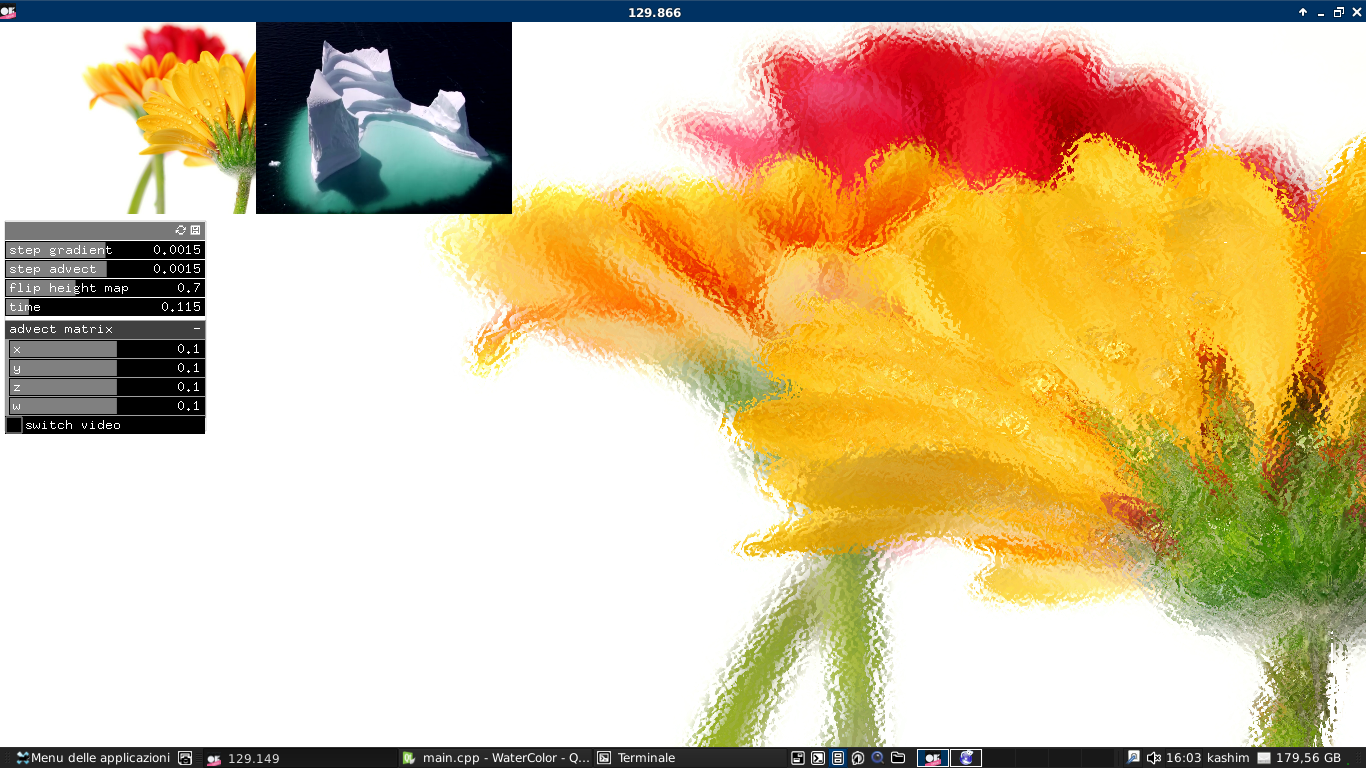 129.866
step gradient 0.0015
step advect 0.0015
flip height map 0.7
time 0.115
advect matrix -
x 0.1
y 0.1
z 0.1
w 0.1
switch video
Menu delle applicazioni 129.149 main.cpp - WaterColor - Q... Terminale 16:03 kashim 179,56 GB